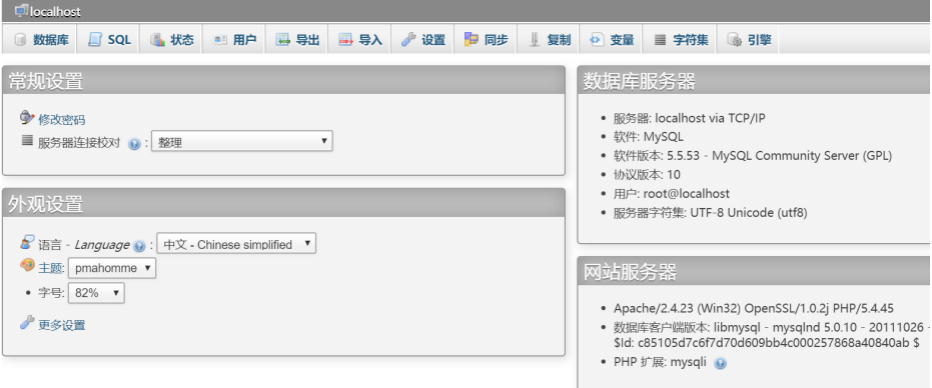 localhost
数据库 SQL 状态 用户 导出 导入 设置 同步 复制 变量 字符集 引擎
常规设置
修改密码
服务器连接校对 : 整理
外观设置
语言 - Language : 中文 - Chinese simplified
主题: pmahomme
• 字号: 82%
更多设置
数据库服务器
• 服务器: localhost via TCP/IP
• 软件: MySQL
• 软件版本: 5.5.53 - MySQL Community Server (GPL)
• 协议版本: 10
• 用户: root@localhost
• 服务器字符集: UTF-8 Unicode (utf8)
网站服务器
• Apache/2.4.23 (Win32) OpenSSL/1.0.2j PHP/5.4.45
• 数据库客户端版本: libmysql - mysqlnd 5.0.10 - 20111026 -
$Id: c85105d7c6f7d70d609bb4c000257868a40840ab $
• PHP 扩展: mysqli